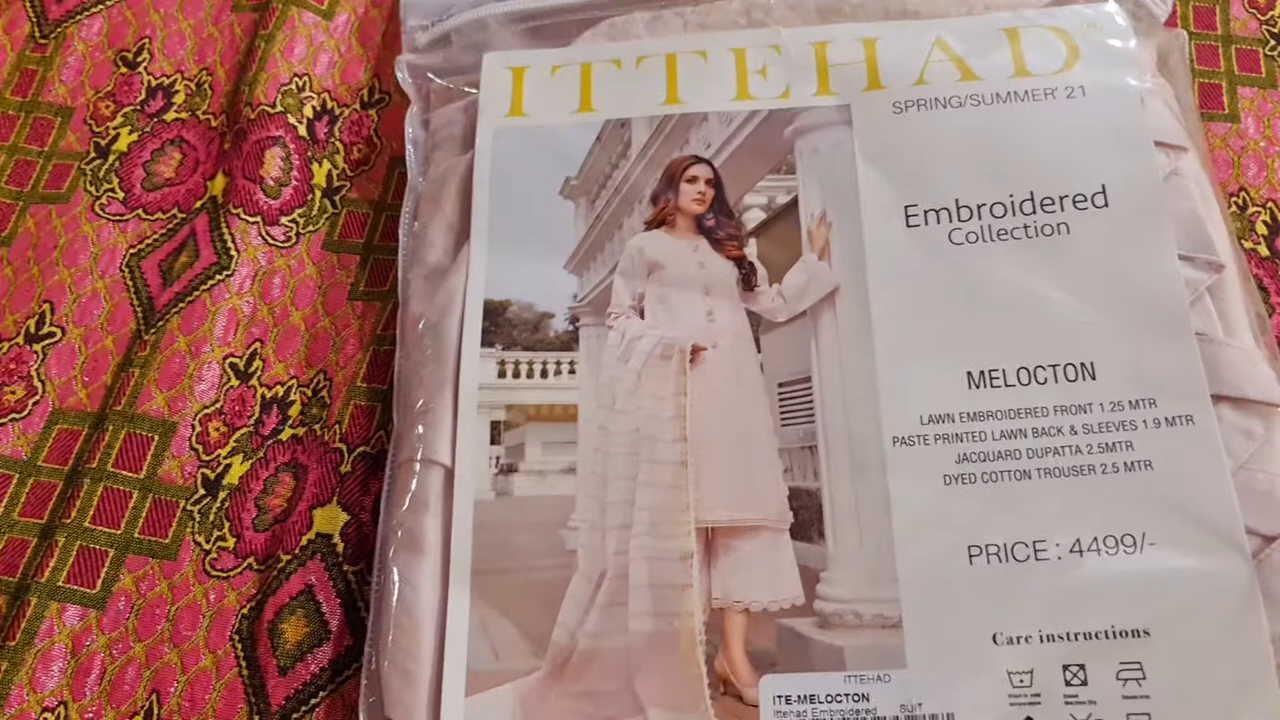 ITTEHAD®
SPRING/SUMMER' 21
Embroidered
Collection
MELOCTON
LAWN EMBROIDERED FRONT 1.25 MTR
PASTE PRINTED LAWN BACK & SLEEVES 1.9 MTR
JACQUARD DUPATTA 2.5MTR
DYED COTTON TROUSER 2.5 MTR
PRICE : 4499/-
Care instructions
ITTEHAD
ITE-MELOCTON
Ittehad Embroidered SUIT